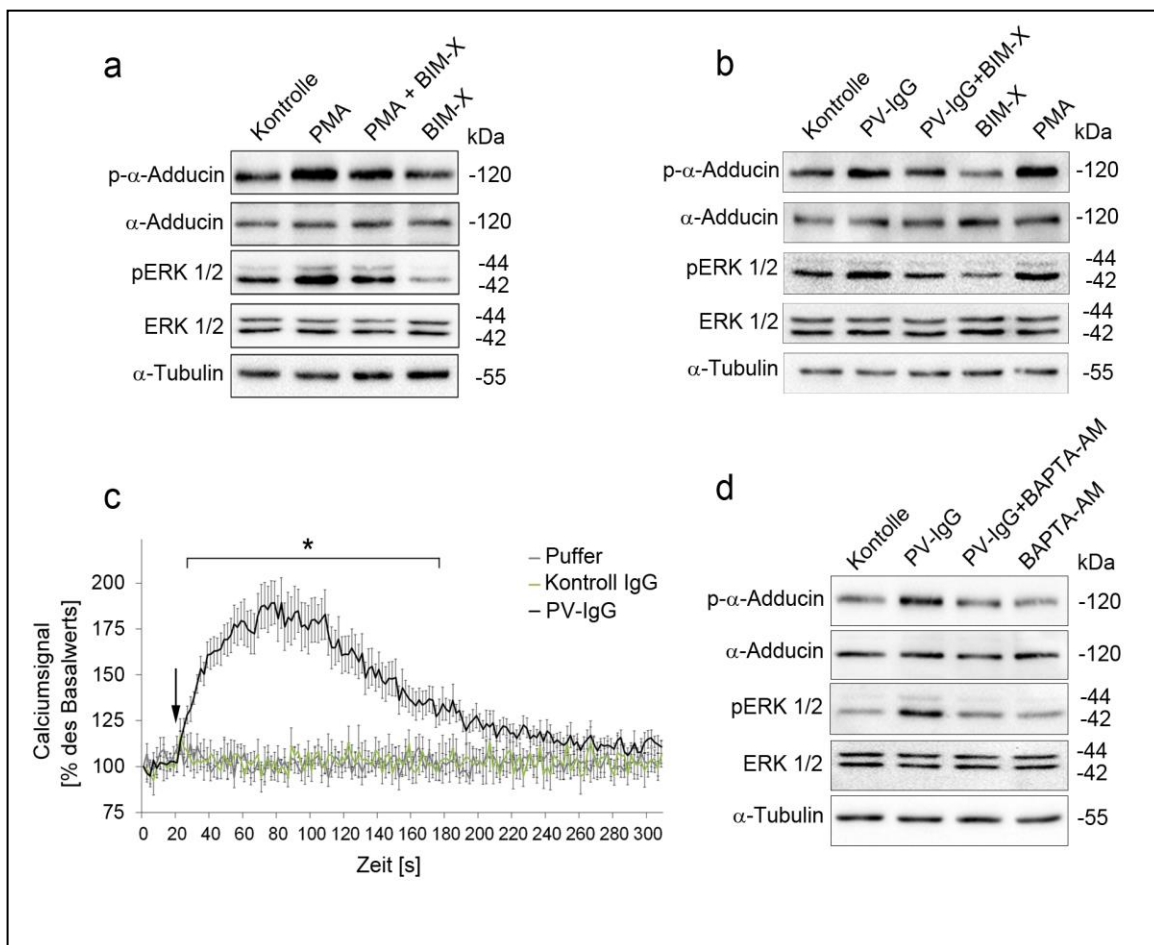 a
Kontrolle
PMA
PMA + BIM-X
BIM-X
kDa
p-α-Adducin -120
α-Adducin -120
pERK 1/2 -44
-42
ERK 1/2 -44
-42
α-Tubulin -55
b
Kontrolle
PV-IgG
PV-IgG+BIM-X
BIM-X
PMA
kDa
p-α-Adducin -120
α-Adducin -120
pERK 1/2 -44
-42
ERK 1/2 -44
-42
α-Tubulin -55
c
*
Puffer
Kontroll IgG
PV-IgG
Calciumsignal
[% des Basalwerts]
200
175
150
125
100
75
0 20 40 60 80 100 120 140 160 180 200 220 240 260 280 300
Zeit [s]
d
Kontolle
PV-IgG
PV-IgG+BAPTA-AM
BAPTA-AM
kDa
p-α-Adducin -120
α-Adducin -120
pERK 1/2 -44
-42
ERK 1/2 -44
-42
α-Tubulin -55